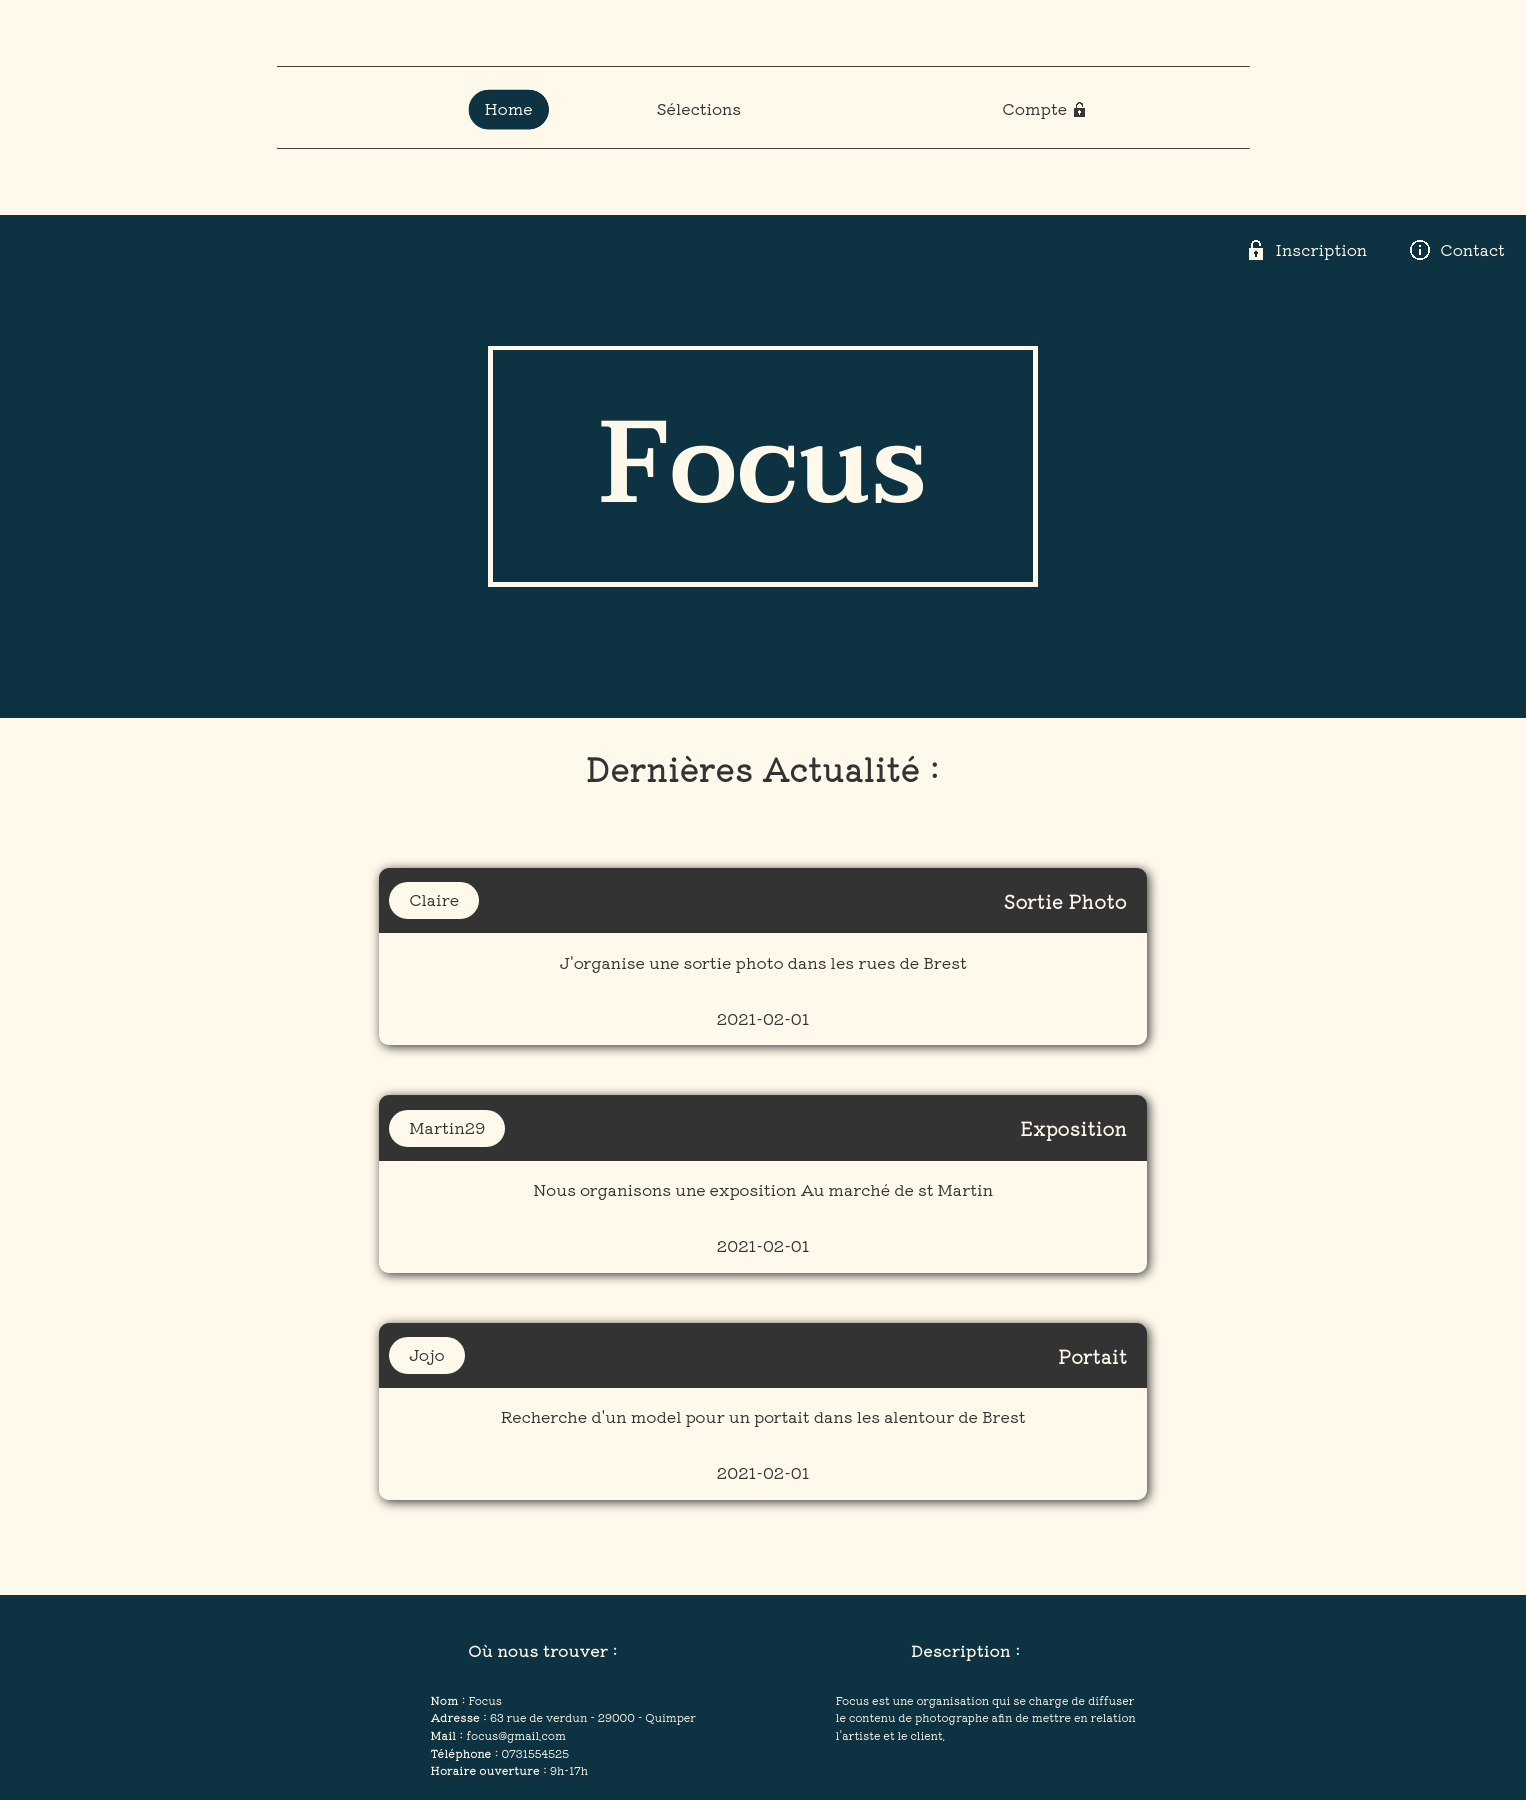 Home Sélections Compte
Inscription Contact
Focus
Dernières Actualité :
Claire Sortie Photo
J'organise une sortie photo dans les rues de Brest
2021-02-01
Martin29 Exposition
Nous organisons une exposition Au marché de st Martin
2021-02-01
Jojo Portait
Recherche d'un model pour un portait dans les alentour de Brest
2021-02-01
Où nous trouver :
Nom : Focus
Adresse : 63 rue de verdun - 29000 - Quimper
Mail : focus@gmail.com
Téléphone : 0731554525
Horaire ouverture : 9h-17h
Description :
Focus est une organisation qui se charge de diffuser
le contenu de photographe afin de mettre en relation
l'artiste et le client.